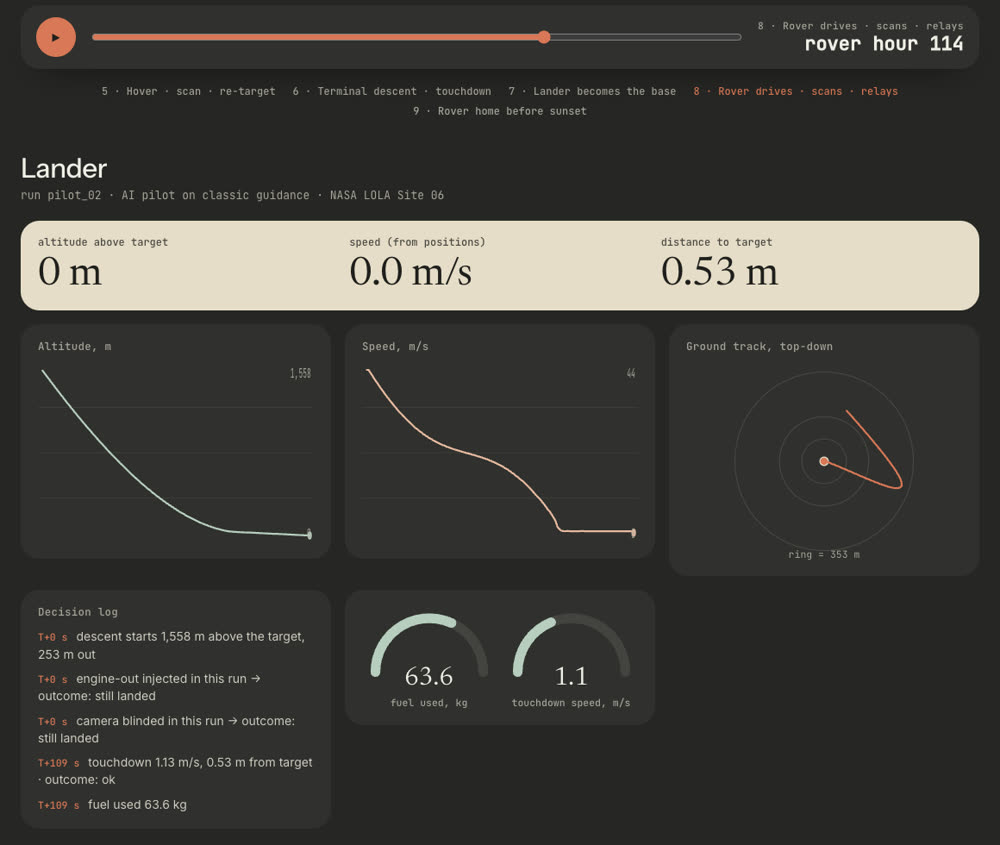 8 · Rover drives · scans · relays
rover hour 114
5 · Hover · scan · re-target 6 · Terminal descent · touchdown 7 · Lander becomes the base 8 · Rover drives · scans · relays
9 · Rover home before sunset
Lander
run pilot_02 · AI pilot on classic guidance · NASA LOLA Site 06
altitude above target
0 m
speed (from positions)
0.0 m/s
distance to target
0.53 m
Altitude, m
1,558
Speed, m/s
44
Ground track, top-down
ring = 353 m
Decision log
T+0 s descent starts 1,558 m above the target,
253 m out
T+0 s engine-out injected in this run →
outcome: still landed
T+0 s camera blinded in this run → outcome:
still landed
T+109 s touchdown 1.13 m/s, 0.53 m from target
· outcome: ok
T+109 s fuel used 63.6 kg
63.6
fuel used, kg
1.1
touchdown speed, m/s